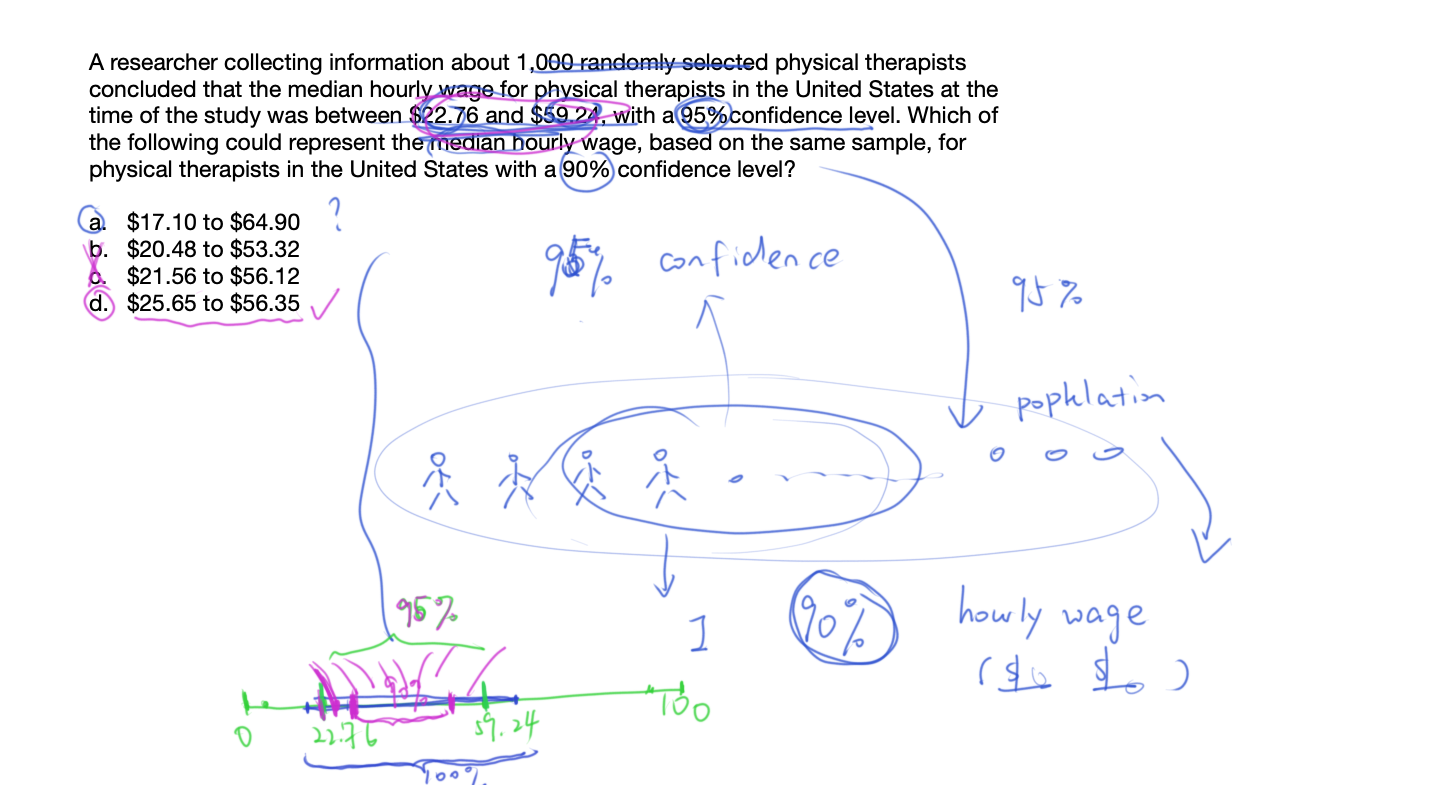 A researcher collecting information about 1,000 randomly selected physical therapists
concluded that the median hourly wage for physical therapists in the United States at the
time of the study was between $22.76 and $59.24, with a 95% confidence level. Which of
the following could represent the median hourly wage, based on the same sample, for
physical therapists in the United States with a 90% confidence level?
a. $17.10 to $64.90 ?
b. $20.48 to $53.32
c. $21.56 to $56.12
d. $25.65 to $56.35
95% confidence
95%
popklation
95%
I
90%
hourly wage
($ $ )
0
22.76
59.24
100
100%